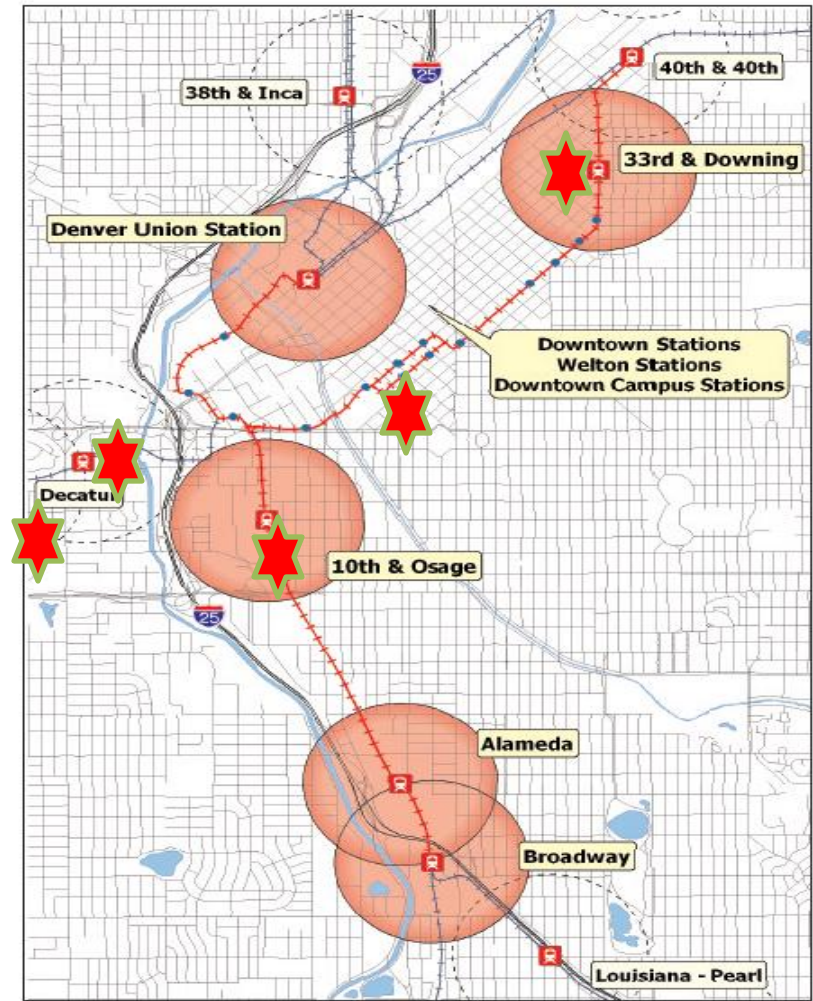 25
40th & 40th
38th & Inca
33rd & Downing
Denver Union Station
Downtown Stations
Welton Stations
Downtown Campus Stations
10th & Osage
25
Alameda
Broadway
Louisiana - Pearl